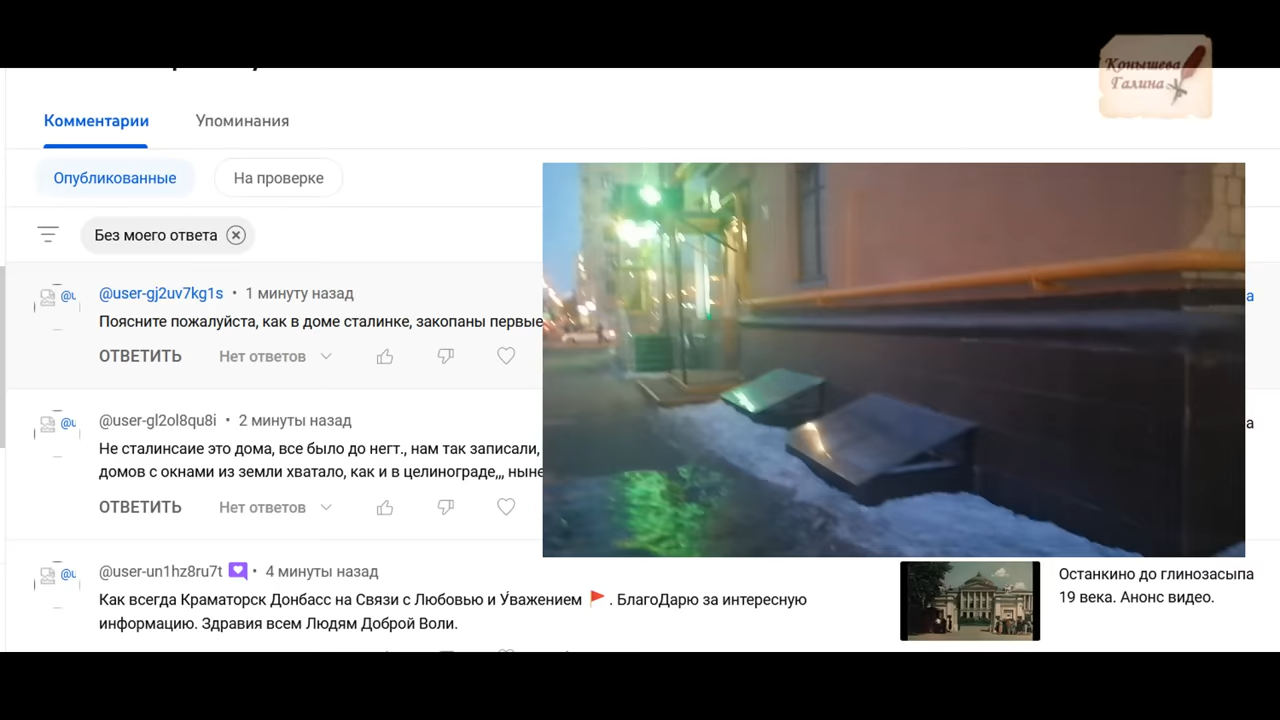 Конышева
Галина
Комментарии
Упоминания
Опубликованные
На проверке
Без моего ответа
@user-gj2uv7kg1s • 1 минуту назад
Поясните пожалуйста, как в доме сталинке, закопаны первые
ОТВЕТИТЬ
Нет ответов
@user-gl2ol8qu8i • 2 минуты назад
Не сталинсаие это дома, все было до негт., нам так записали,
домов с окнами из земли хватало, как и в целинограде,,, ныне
ОТВЕТИТЬ
Нет ответов
@user-un1hz8ru7t • 4 минуты назад
Как всегда Краматорск Донбасс на Связи с Любовью и Ува́жением 🚩 . БлагоДарю за интересную
информацию. Здравия всем Людям Доброй Воли.
Останкино до глинозасыпа
19 века. Анонс видео.